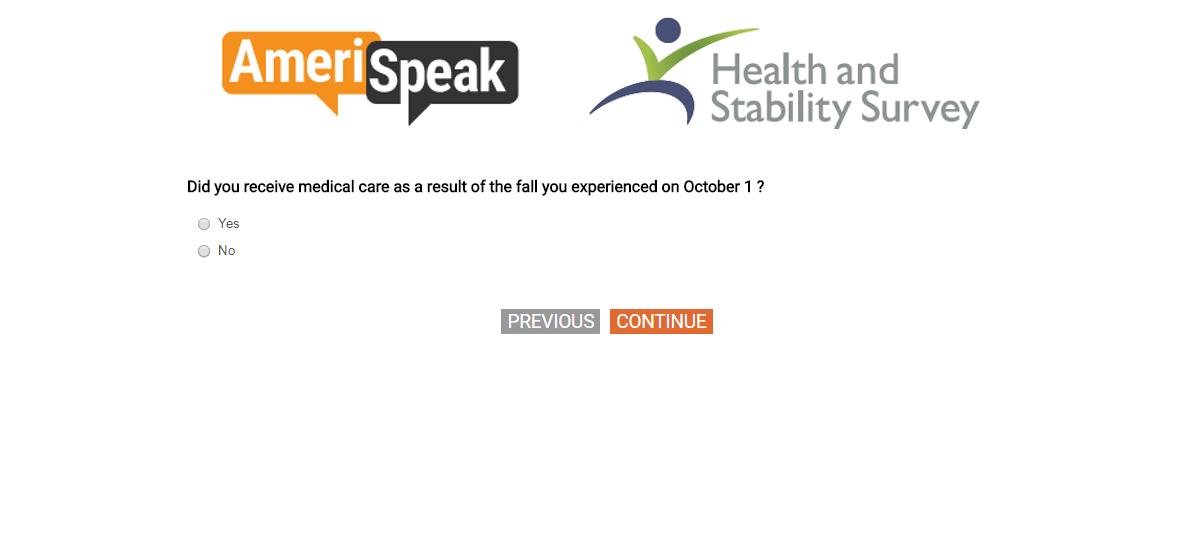 AmeriSpeak
Health and
Stability Survey
Did you receive medical care as a result of the fall you experienced on October 1 ?
Yes
No
PREVIOUS CONTINUE